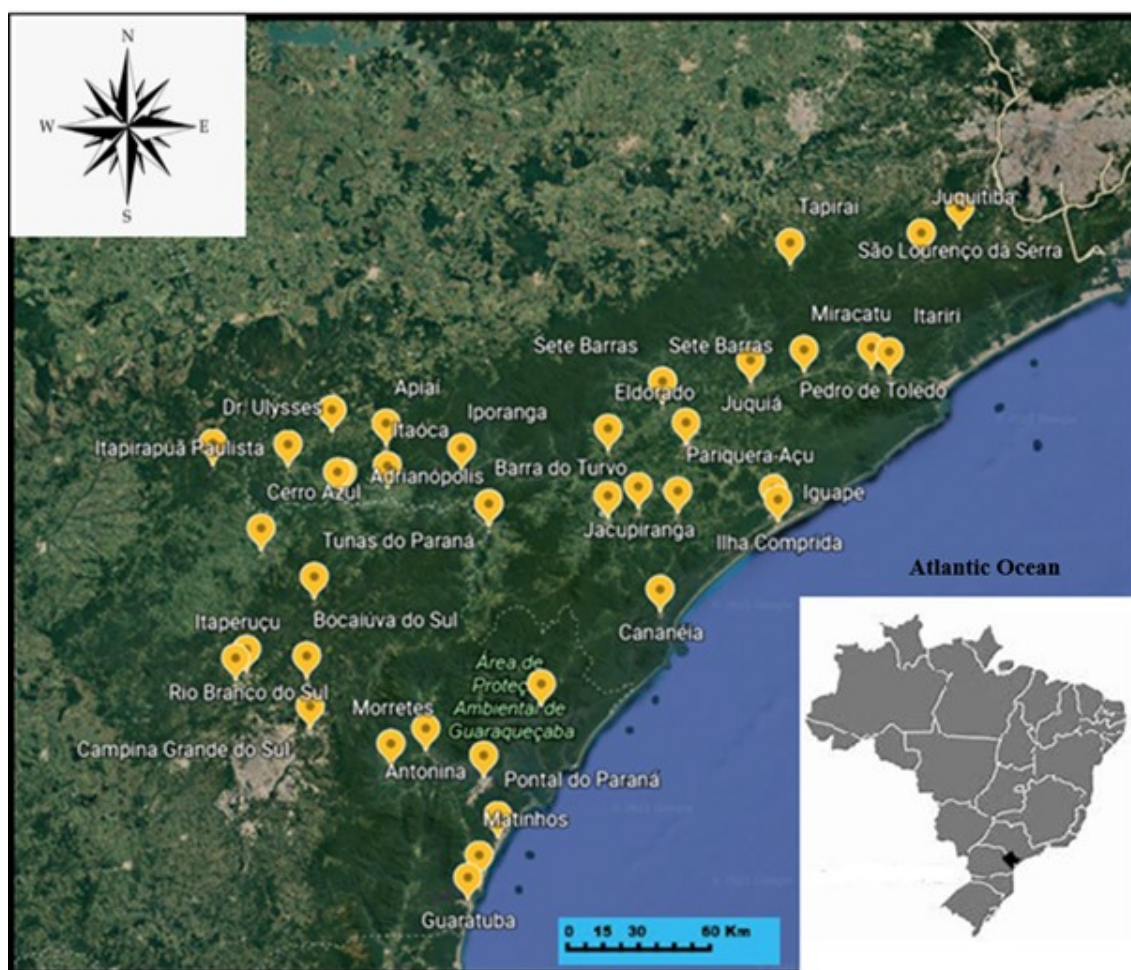 N
W
E
S
Juquitiba
Tapirai
São Lourenço da Serra
Miracatu
Itariri
Sete Barras
Sete Barras
Apiaí
Eldorado
Pedro de Toledo
Juquiá
Dr. Ulysses
Iporanga
Itaóca
Itapirapuã Paulista
Pariquera-Açu
Barra do Turvo
Adrianópolis
Cerro Azul
Iguape
Jacupiranga
Tunas do Paraná
Ilha Comprida
Atlantic Ocean
Itaperuçu
Bocaiúva do Sul
Cananéia
Área de
Proteç
Ambiental de
Guaraqueçaba
Rio Branco do Sul
Morretes
Campina Grande do Sul
Antonina
Pontal do Paraná
Matinhos
Guaratuba
0 15 30 60 Km